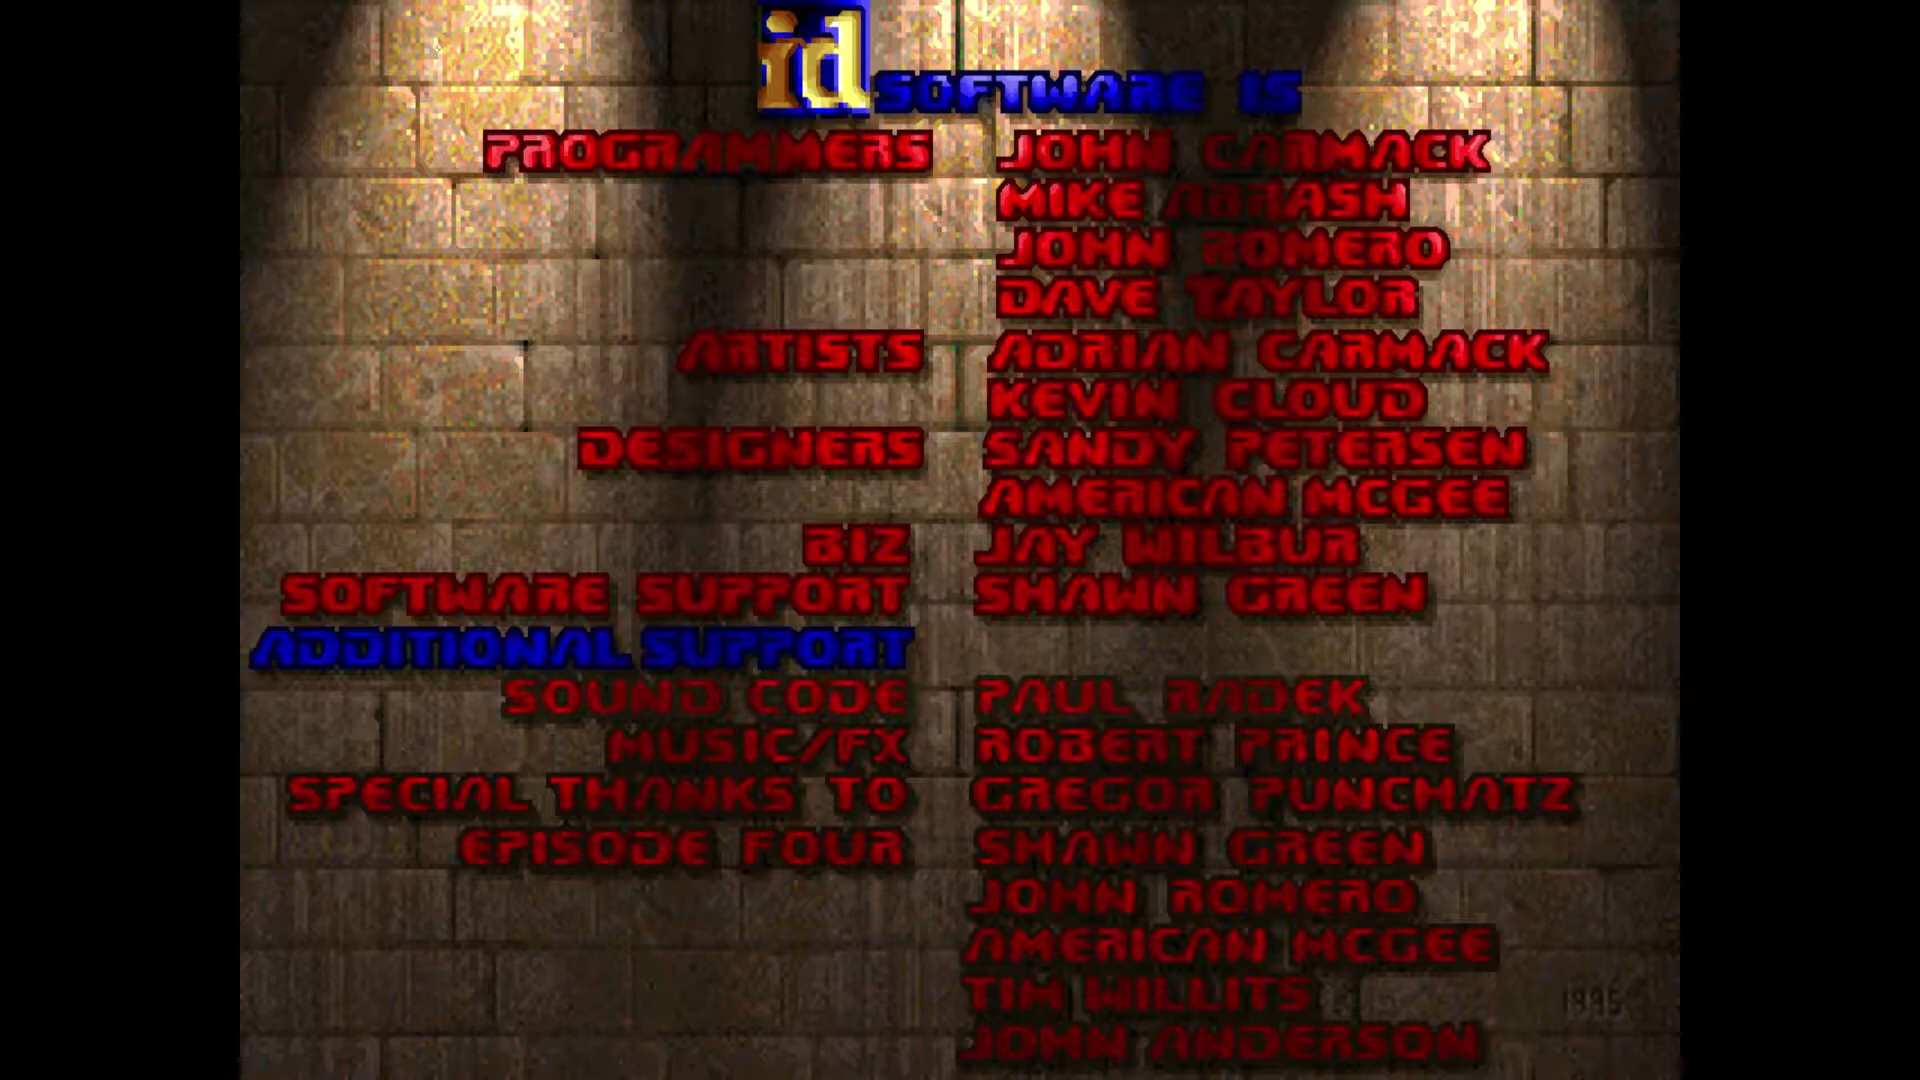 id SOFTWARE IS
PROGRAMMERS JOHN CARMACK
MIKE ABRASH
JOHN ROMERO
DAVE TAYLOR
ARTISTS ADRIAN CARMACK
KEVIN CLOUD
DESIGNERS SANDY PETERSEN
AMERICAN MCGEE
BIZ JAY WILBUR
SOFTWARE SUPPORT SHAWN GREEN
ADDITIONAL SUPPORT
SOUND CODE PAUL RADEK
MUSIC/FX ROBERT PRINCE
SPECIAL THANKS TO GREGOR PUNCHATZ
EPISODE FOUR SHAWN GREEN
JOHN ROMERO
AMERICAN MCGEE
TIM WILLITS
1995
JOHN ANDERSON